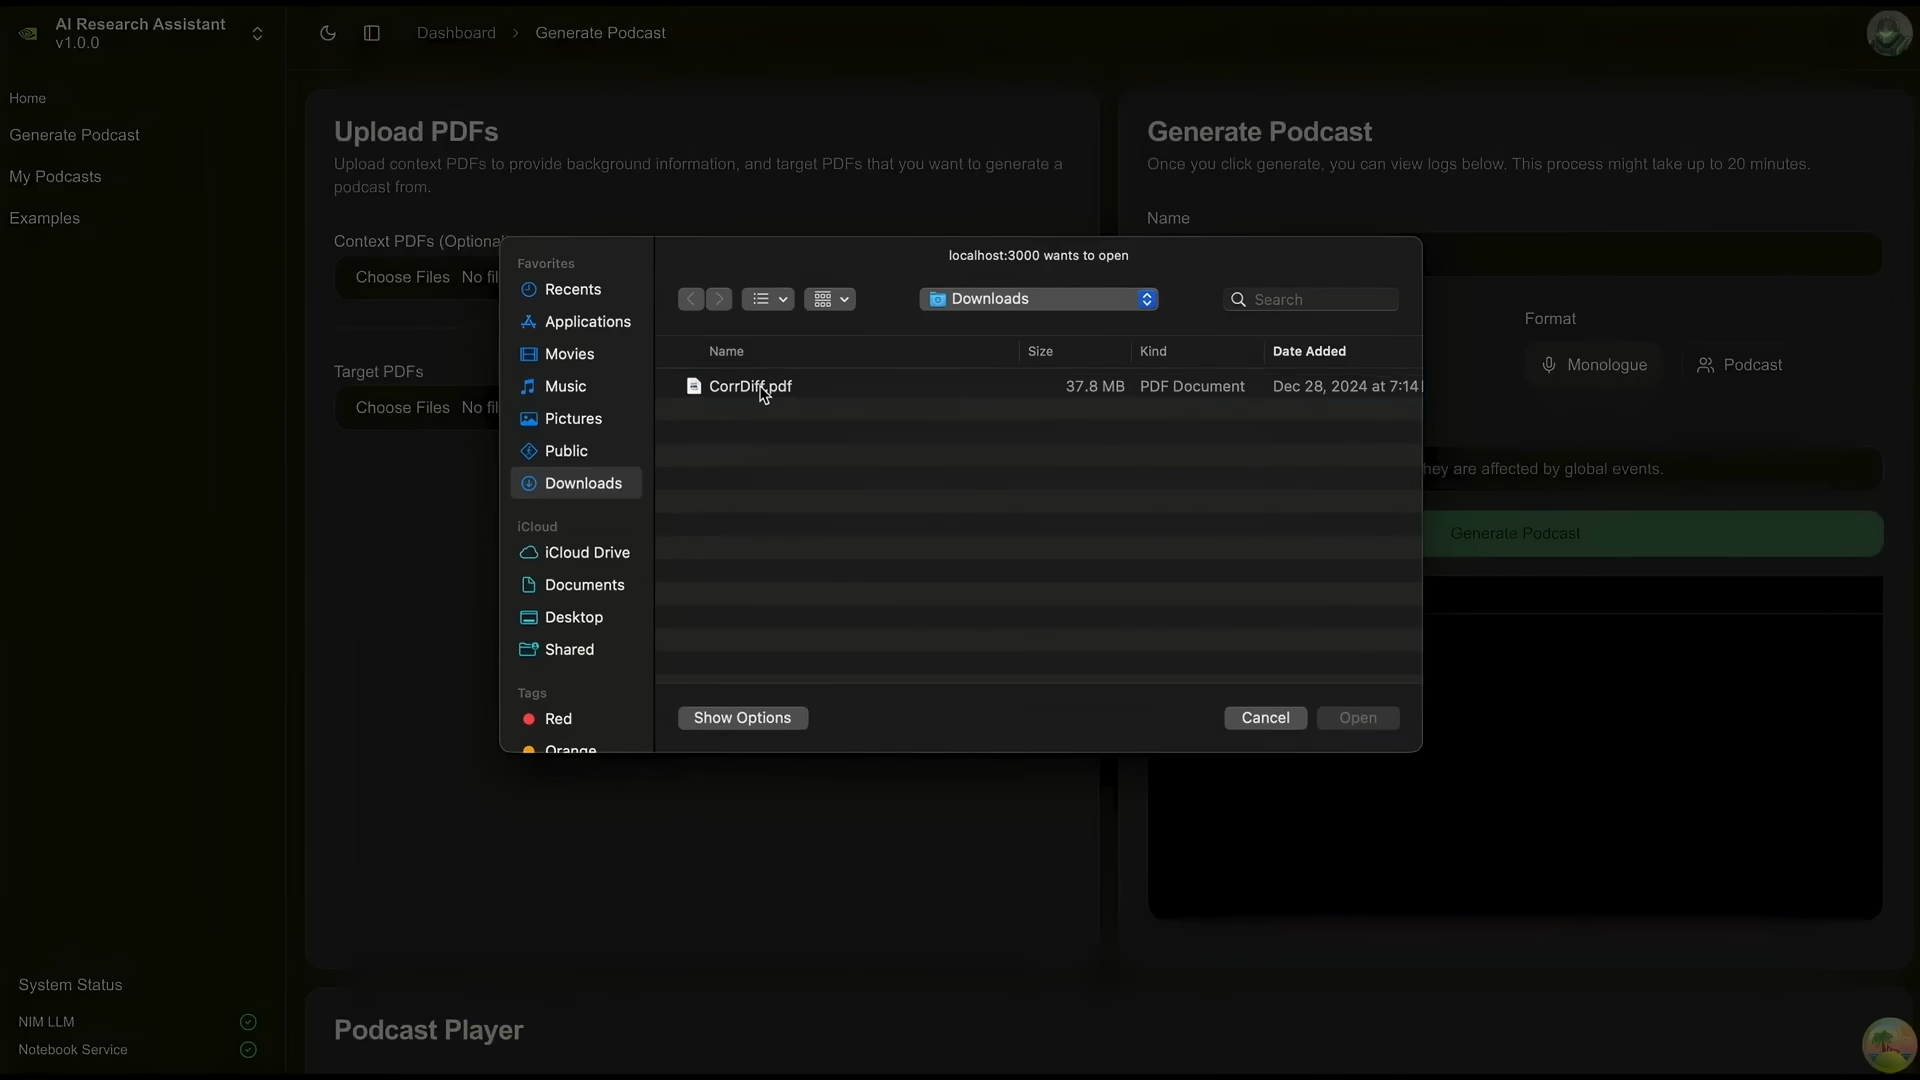 AI Research Assistant
v1.0.0
Dashboard > Generate Podcast
Home
Generate Podcast
My Podcasts
Examples
System Status
NIM LLM
Notebook Service
Upload PDFs
Upload context PDFs to provide background information, and target PDFs that you want to generate a
podcast from.
Context PDFs (Optional
Choose Files No fil
Target PDFs
Choose Files No fil
Generate Podcast
Once you click generate, you can view logs below. This process might take up to 20 minutes.
Name
Format
Monologue Podcast
hey are affected by global events.
Generate Podcast
Podcast Player
Favorites
Recents
Applications
Movies
Music
Pictures
Public
Downloads
iCloud
iCloud Drive
Documents
Desktop
Shared
Tags
Red
Orange
localhost:3000 wants to open
Downloads
Search
Name Size Kind Date Added
CorrDiff.pdf 37.8 MB PDF Document Dec 28, 2024 at 7:14
Show Options
Cancel Open